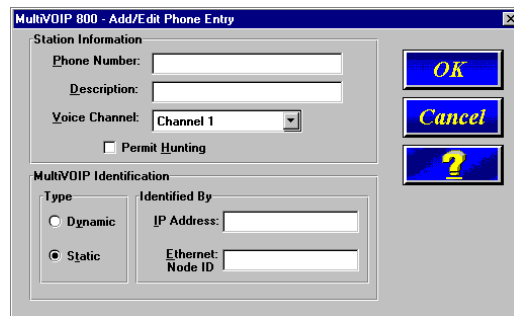 MultiVOIP 800 - Add/Edit Phone Entry
Station Information
Phone Number:
Description:
Voice Channel: Channel 1
Permit Hunting
OK
Cancel
?
MultiVOIP Identification
Type
Dynamic
Static
Identified By
IP Address:
Ethernet:
Node ID